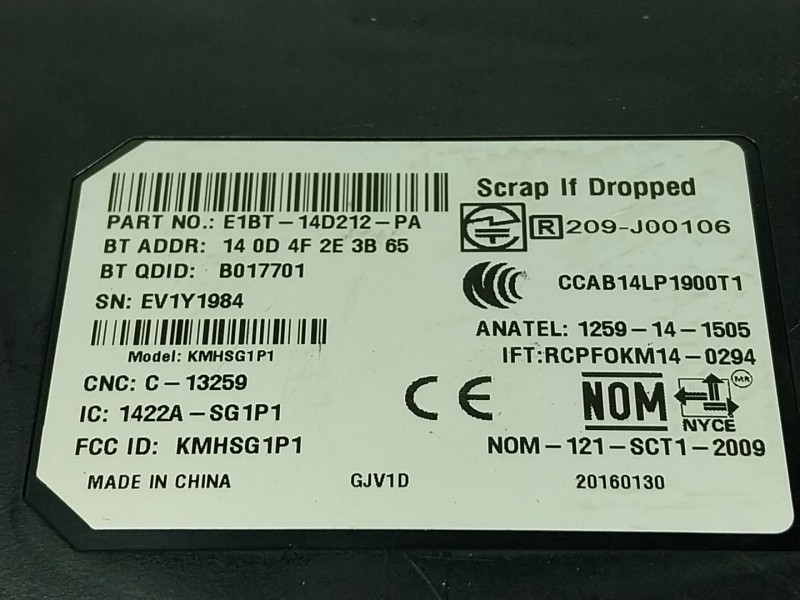 Scrap If Dropped
PART NO.: E1BT-14D212-PA
R 209-J00106
BT ADDR: 14 0D 4F 2E 3B 65
BT QDID: B017701
CCAB14LP1900T1
SN: EV1Y1984
ANATEL: 1259-14-1505
Model: KMHSG1P1
IFT:RCPFOKM14-0294
CNC: C-13259
CE
NOM
MR
NYCE
IC: 1422A-SG1P1
FCC ID: KMHSG1P1
NOM-121-SCT1-2009
MADE IN CHINA
GJV1D
20160130